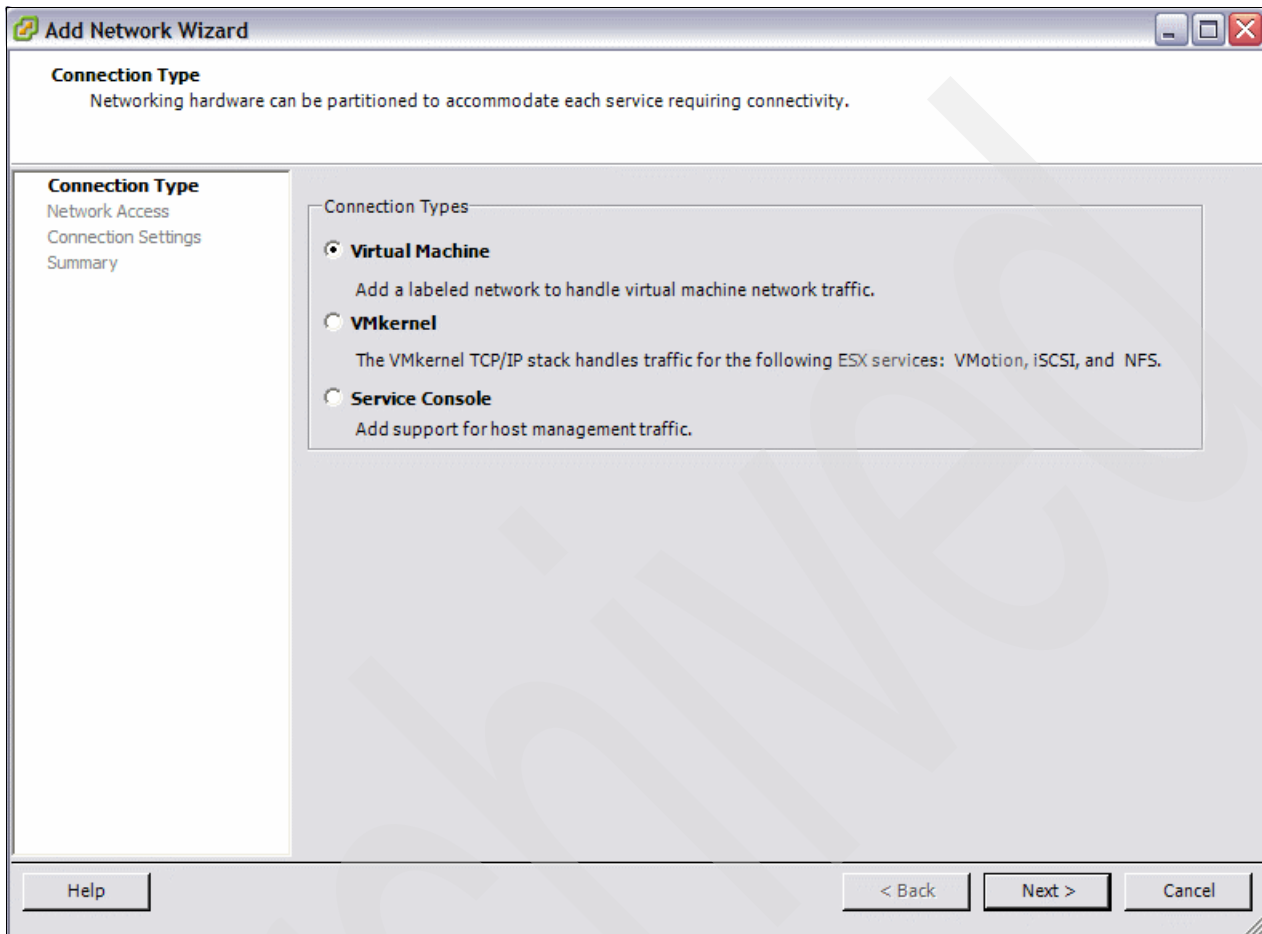 Add Network Wizard
Connection Type
Networking hardware can be partitioned to accommodate each service requiring connectivity.
Connection Type
Network Access
Connection Settings
Summary
Connection Types
Virtual Machine
Add a labeled network to handle virtual machine network traffic.
VMkernel
The VMkernel TCP/IP stack handles traffic for the following ESX services: VMotion, iSCSI, and NFS.
Service Console
Add support for host management traffic.
Help
< Back
Next >
Cancel